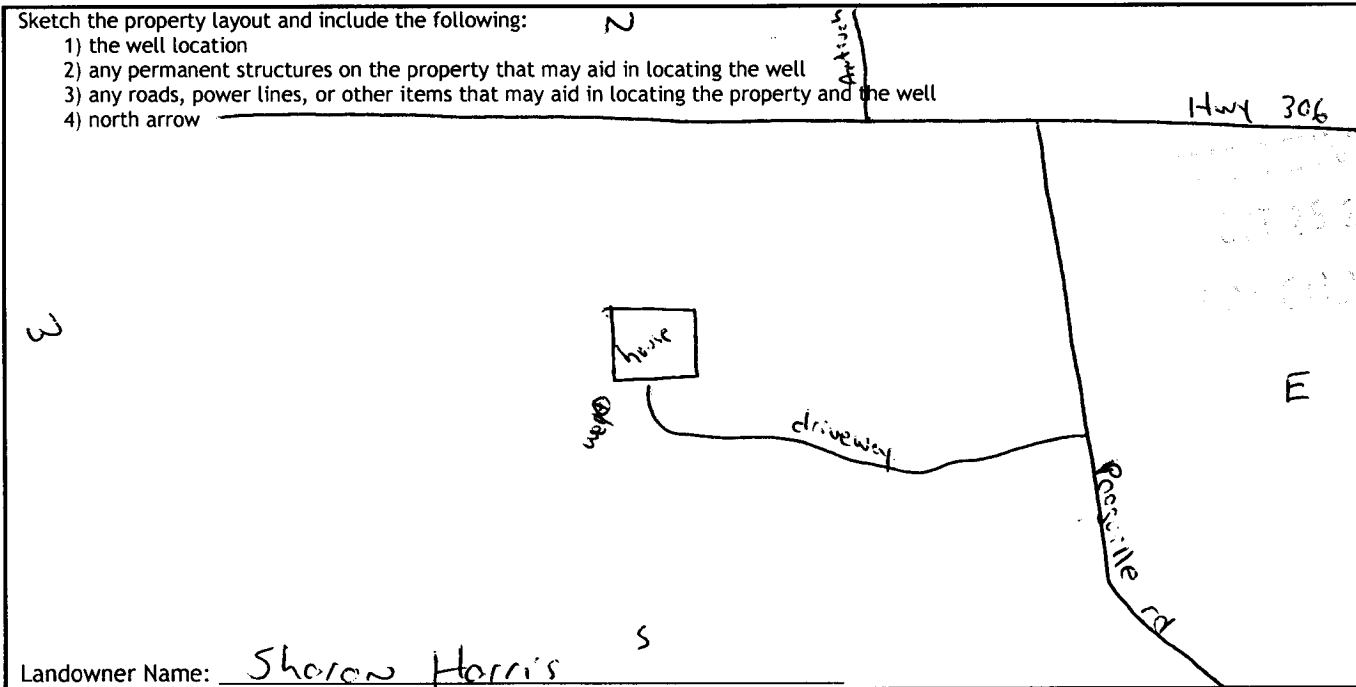 Sketch the property layout and include the following:
N
1) the well location
2) any permanent structures on the property that may aid in locating the well
3) any roads, power lines, or other items that may aid in locating the property and the well
4) north arrow
Antioch
Hwy 306
W
house
E
well
driveway
rd
S
Landowner Name: Sharon Harris